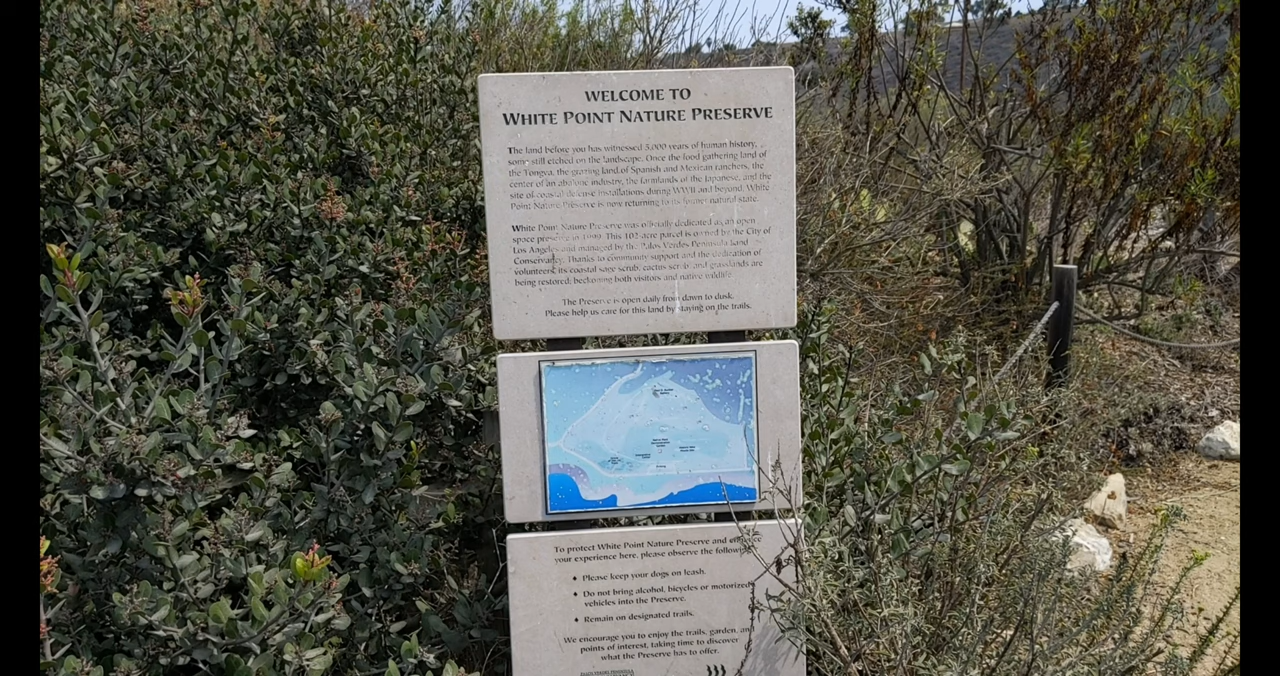 WELCOME TO
WHITE POINT NATURE PRESERVE
The land before you has witnessed 5,000 years of human history,
some still etched on the landscape. Once the food gathering land of
the Tongva, the grazing land of Spanish and Mexican ranchers, the
center of an abalone industry, the farmlands of the Japanese, and the
site of coastal defense installations during WWII and beyond, White
Point Nature Preserve is now returning to its former natural state.
White Point Nature Preserve was officially dedicated as an open
space preserve in 1999. This 102-acre parcel is owned by the City of
Los Angeles and managed by the Palos Verdes Peninsula Land
Conservancy. Thanks to community support and the dedication of
volunteers, its coastal sage scrub, cactus scrub and grasslands are
being restored; beckoning both visitors and native wildlife.
The Preserve is open daily from dawn to dusk.
Please help us care for this land by staying on the trails.
To protect White Point Nature Preserve and
your experience here, please observe the following
♦ Please keep your dogs on leash.
♦ Do not bring alcohol, bicycles or motorized
vehicles into the Preserve.
♦ Remain on designated trails.
We encourage you to enjoy the trails, garden, and
points of interest, taking time to discover
what the Preserve has to offer.